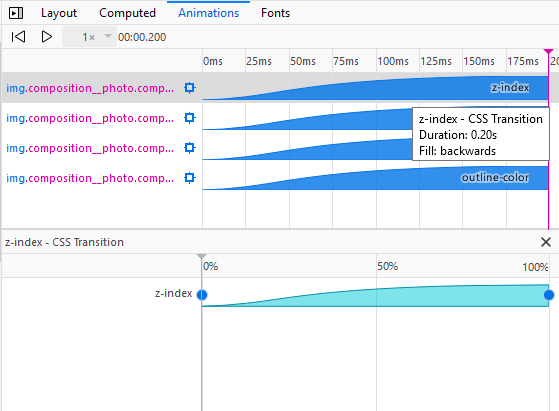 Layout Computed Animations Fonts
1× 00:00.200
0ms 25ms 50ms 75ms 100ms 125ms 150ms 175ms 20
img.composition__photo.comp... z-index
img.composition__photo.comp...
img.composition__photo.comp...
img.composition__photo.comp... outline-color
z-index - CSS Transition
Duration: 0.20s
Fill: backwards
z-index - CSS Transition
0% 50% 100%
z-index